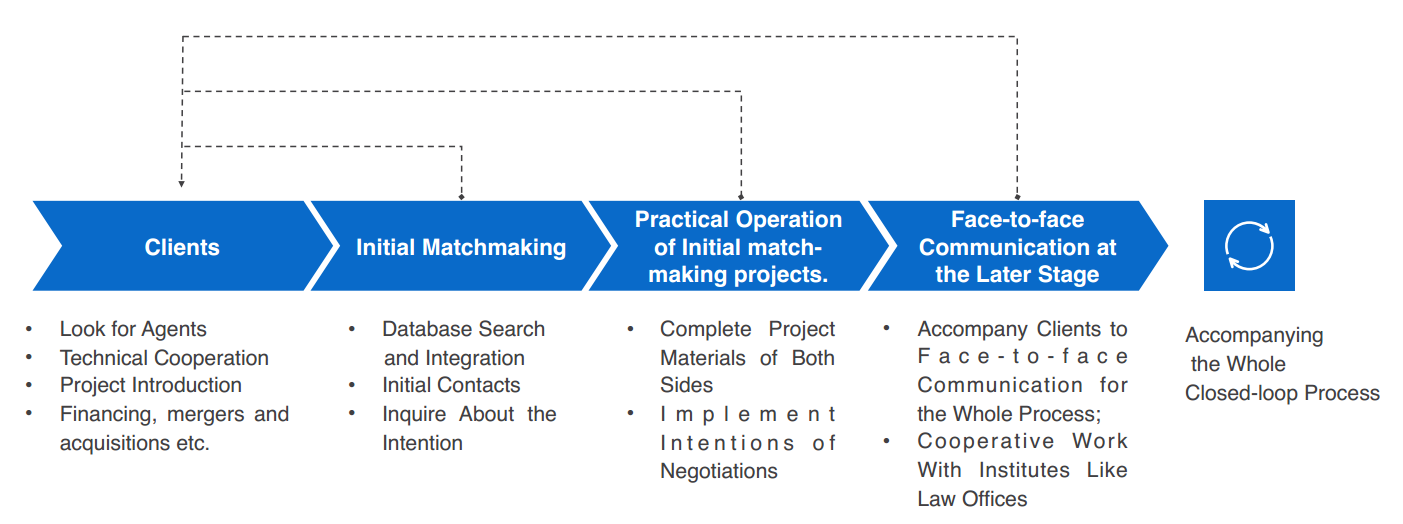 Clients
Initial Matchmaking
Practical Operation
of Initial match-
making projects.
Face-to-face
Communication at
the Later Stage
• Look for Agents
• Technical Cooperation
• Project Introduction
• Financing, mergers and
acquisitions etc.
• Database Search
and Integration
• Initial Contacts
• Inquire About the
Intention
• Complete Project
Materials of Both
Sides
• Implement
Intentions of
Negotiations
• Accompany Clients to
Face-to-face
Communication for
the Whole Process;
• Cooperative Work
With Institutes Like
Law Offices
Accompanying
the Whole
Closed-loop Process